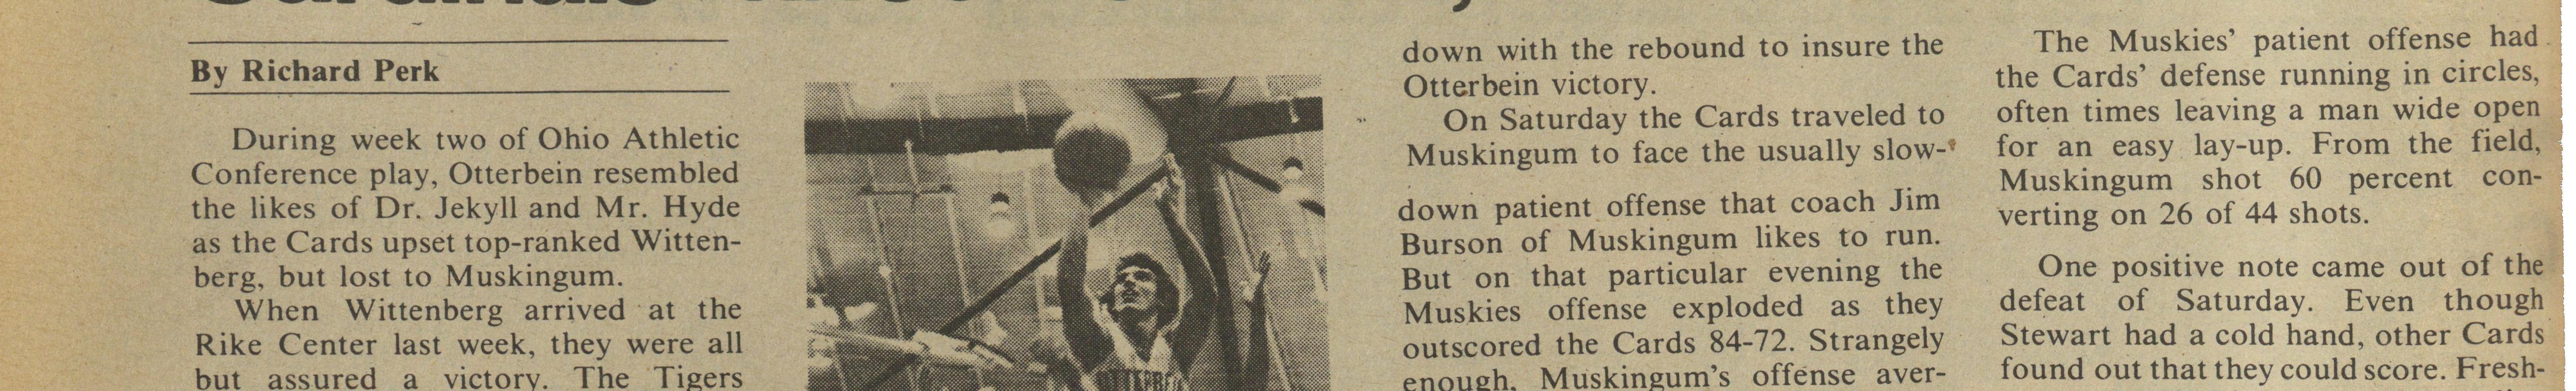 By Richard Perk
During week two of Ohio Athletic
Conference play, Otterbein resembled
the likes of Dr. Jekyll and Mr. Hyde
as the Cards upset top-ranked Witten-
berg, but lost to Muskingum.
When Wittenberg arrived at the
Rike Center last week, they were all
but assured a victory. The Tigers
down with the rebound to insure the
Otterbein victory.
On Saturday the Cards traveled to
Muskingum to face the usually slow-
down patient offense that coach Jim
Burson of Muskingum likes to run.
But on that particular evening the
Muskies offense exploded as they
outscored the Cards 84-72. Strangely
enough, Muskingum's offense aver-
The Muskies' patient offense had
the Cards' defense running in circles,
often times leaving a man wide open
for an easy lay-up. From the field,
Muskingum shot 60 percent con-
verting on 26 of 44 shots.
One positive note came out of the
defeat of Saturday. Even though
Stewart had a cold hand, other Cards
found out that they could score. Fresh-